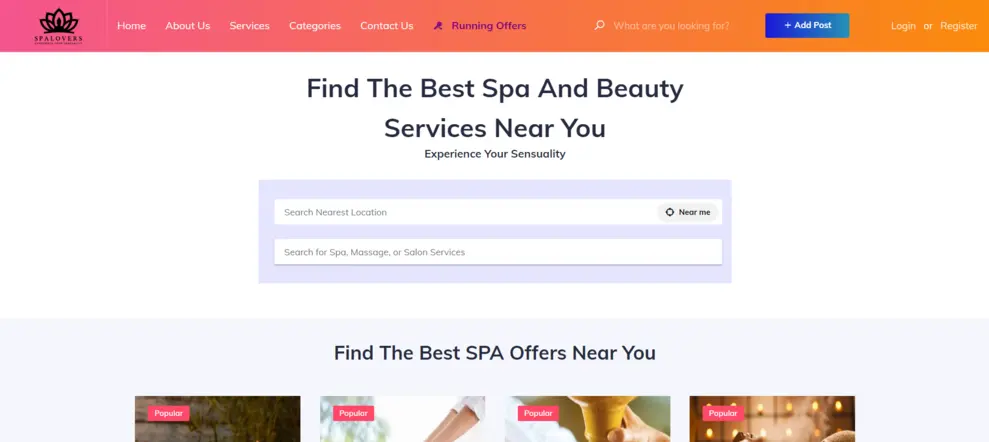 SPALOVERS
Home About Us Services Categories Contact Us Running Offers What are you looking for? + Add Post Login or Register
Find The Best Spa And Beauty
Services Near You
Experience Your Sensuality
Search Nearest Location Near me
Search for Spa, Massage, or Salon Services
Find The Best SPA Offers Near You
Popular Popular Popular Popular